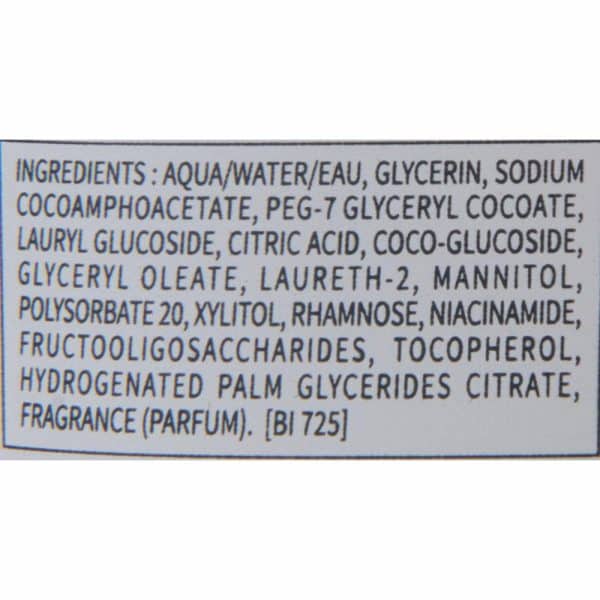 INGREDIENTS : AQUA/WATER/EAU, GLYCERIN, SODIUM
COCOAMPHOACETATE, PEG-7 GLYCERYL COCOATE,
LAURYL GLUCOSIDE, CITRIC ACID, COCO-GLUCOSIDE,
GLYCERYL OLEATE, LAURETH-2, MANNITOL,
POLYSORBATE 20, XYLITOL, RHAMNOSE, NIACINAMIDE,
FRUCTOOLIGOSACCHARIDES, TOCOPHEROL,
HYDROGENATED PALM GLYCERIDES CITRATE,
FRAGRANCE (PARFUM). [BI 725]